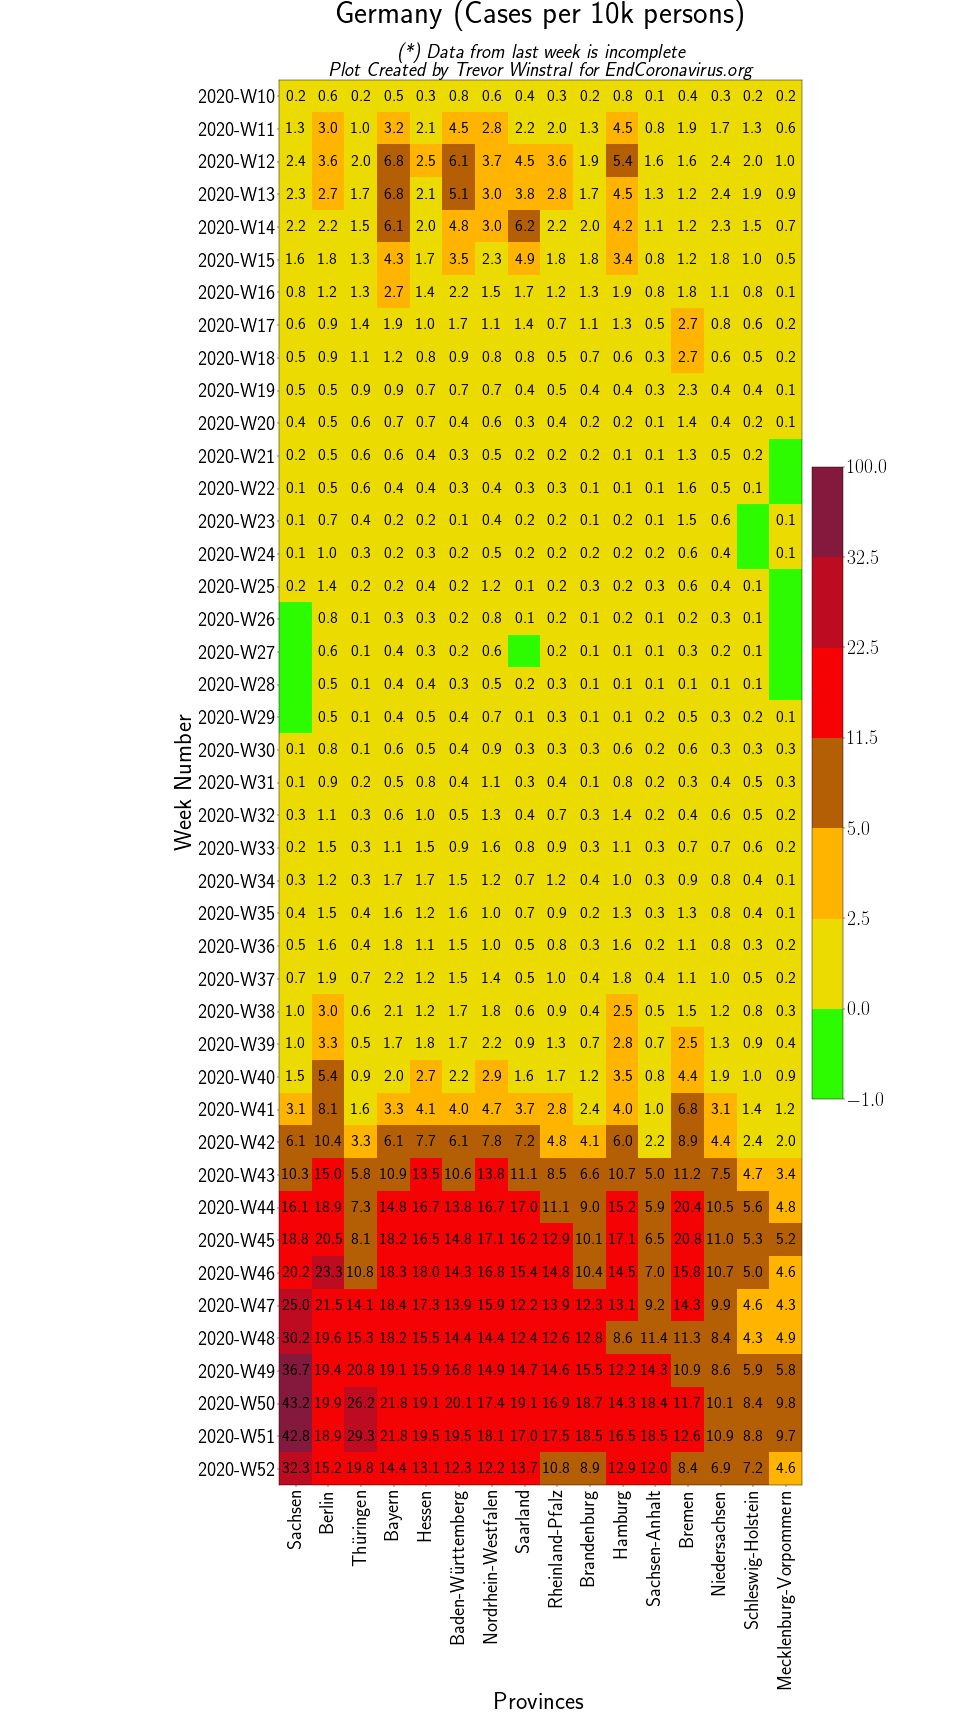 Germany (Cases per 10k persons)
(*) Data from last week is incomplete
Plot Created by Trevor Winstral for EndCoronavirus.org
2020-W10 0.2 0.6 0.2 0.5 0.3 0.8 0.6 0.4 0.3 0.2 0.8 0.1 0.4 0.3 0.2 0.2
2020-W11 1.3 3.0 1.0 3.2 2.1 4.5 2.8 2.2 2.0 1.3 4.5 0.8 1.9 1.7 1.3 0.6
2020-W12 2.4 3.6 2.0 6.8 2.5 6.1 3.7 4.5 3.6 1.9 5.4 1.6 1.6 2.4 2.0 1.0
2020-W13 2.3 2.7 1.7 6.8 2.1 5.1 3.0 3.8 2.8 1.7 4.5 1.3 1.2 2.4 1.9 0.9
2020-W14 2.2 2.2 1.5 6.1 2.0 4.8 3.0 6.2 2.2 2.0 4.2 1.1 1.2 2.3 1.5 0.7
2020-W15 1.6 1.8 1.3 4.3 1.7 3.5 2.3 4.9 1.8 1.8 3.4 0.8 1.2 1.8 1.0 0.5
2020-W16 0.8 1.2 1.3 2.7 1.4 2.2 1.5 1.7 1.2 1.3 1.9 0.8 1.8 1.1 0.8 0.1
2020-W17 0.6 0.9 1.4 1.9 1.0 1.7 1.1 1.4 0.7 1.1 1.3 0.5 2.7 0.8 0.6 0.2
2020-W18 0.5 0.9 1.1 1.2 0.8 0.9 0.8 0.8 0.5 0.7 0.6 0.3 2.7 0.6 0.5 0.2
2020-W19 0.5 0.5 0.9 0.9 0.7 0.7 0.7 0.4 0.5 0.4 0.4 0.3 2.3 0.4 0.4 0.1
2020-W20 0.4 0.5 0.6 0.7 0.7 0.4 0.6 0.3 0.4 0.2 0.2 0.1 1.4 0.4 0.2 0.1
2020-W21 0.2 0.5 0.6 0.6 0.4 0.3 0.5 0.2 0.2 0.2 0.1 0.1 1.3 0.5 0.2
2020-W22 0.1 0.5 0.6 0.4 0.4 0.3 0.4 0.3 0.3 0.1 0.1 0.1 1.6 0.5 0.1
2020-W23 0.1 0.7 0.4 0.2 0.2 0.1 0.4 0.2 0.2 0.1 0.2 0.1 1.5 0.6 0.1
2020-W24 0.1 1.0 0.3 0.2 0.3 0.2 0.5 0.2 0.2 0.2 0.2 0.2 0.6 0.4 0.1
2020-W25 0.2 1.4 0.2 0.2 0.4 0.2 1.2 0.1 0.2 0.3 0.2 0.3 0.6 0.4 0.1
2020-W26 0.8 0.1 0.3 0.3 0.2 0.8 0.1 0.2 0.1 0.2 0.1 0.2 0.3 0.1
2020-W27 0.6 0.1 0.4 0.3 0.2 0.6 0.2 0.1 0.1 0.1 0.3 0.2 0.1
2020-W28 0.5 0.1 0.4 0.4 0.3 0.5 0.2 0.3 0.1 0.1 0.1 0.1 0.1 0.1
2020-W29 0.5 0.1 0.4 0.5 0.4 0.7 0.1 0.3 0.1 0.1 0.2 0.5 0.3 0.2 0.1
2020-W30 0.1 0.8 0.1 0.6 0.5 0.4 0.9 0.3 0.3 0.3 0.6 0.2 0.6 0.3 0.3 0.3
2020-W31 0.1 0.9 0.2 0.5 0.8 0.4 1.1 0.3 0.4 0.1 0.8 0.2 0.3 0.4 0.5 0.3
2020-W32 0.3 1.1 0.3 0.6 1.0 0.5 1.3 0.4 0.7 0.3 1.4 0.2 0.4 0.6 0.5 0.2
2020-W33 0.2 1.5 0.3 1.1 1.5 0.9 1.6 0.8 0.9 0.3 1.1 0.3 0.7 0.7 0.6 0.2
2020-W34 0.3 1.2 0.3 1.7 1.7 1.5 1.2 0.7 1.2 0.4 1.0 0.3 0.9 0.8 0.4 0.1
2020-W35 0.4 1.5 0.4 1.6 1.2 1.6 1.0 0.7 0.9 0.2 1.3 0.3 1.3 0.8 0.4 0.1
2020-W36 0.5 1.6 0.4 1.8 1.1 1.5 1.0 0.5 0.8 0.3 1.6 0.2 1.1 0.8 0.3 0.2
2020-W37 0.7 1.9 0.7 2.2 1.2 1.5 1.4 0.5 1.0 0.4 1.8 0.4 1.1 1.0 0.5 0.2
2020-W38 1.0 3.0 0.6 2.1 1.2 1.7 1.8 0.6 0.9 0.4 2.5 0.5 1.5 1.2 0.8 0.3
2020-W39 1.0 3.3 0.5 1.7 1.8 1.7 2.2 0.9 1.3 0.7 2.8 0.7 2.5 1.3 0.9 0.4
2020-W40 1.5 5.4 0.9 2.0 2.7 2.2 2.9 1.6 1.7 1.2 3.5 0.8 4.4 1.9 1.0 0.9
2020-W41 3.1 8.1 1.6 3.3 4.1 4.0 4.7 3.7 2.8 2.4 4.0 1.0 6.8 3.1 1.4 1.2
2020-W42 6.1 10.4 3.3 6.1 7.7 6.1 7.8 7.2 4.8 4.1 6.0 2.2 8.9 4.4 2.4 2.0
2020-W43 10.3 15.0 5.8 10.9 13.5 10.6 13.8 11.1 8.5 6.6 10.7 5.0 11.2 7.5 4.7 3.4
2020-W44 16.1 18.9 7.3 14.8 16.7 13.8 16.7 17.0 11.1 9.0 15.2 5.9 20.4 10.5 5.6 4.8
2020-W45 18.8 20.5 8.1 18.2 16.5 14.8 17.1 16.2 12.9 10.1 17.1 6.5 20.8 11.0 5.3 5.2
2020-W46 20.2 23.3 10.8 18.3 18.0 14.3 16.8 15.4 14.8 10.4 14.5 7.0 15.8 10.7 5.0 4.6
2020-W47 25.0 21.5 14.1 18.4 17.3 13.9 15.9 12.2 13.9 12.3 13.1 9.2 14.3 9.9 4.6 4.3
2020-W48 30.2 19.6 15.3 18.2 15.5 14.4 14.4 12.4 12.6 12.8 8.6 11.4 11.3 8.4 4.3 4.9
2020-W49 36.7 19.4 20.8 19.1 15.9 16.8 14.9 14.7 14.6 15.5 12.2 14.3 10.9 8.6 5.9 5.8
2020-W50 43.2 19.9 26.2 21.8 19.1 20.1 17.4 19.1 16.9 18.7 14.3 18.4 11.7 10.1 8.4 9.8
2020-W51 42.8 18.9 29.3 21.8 19.5 19.5 18.1 17.0 17.5 18.5 16.5 18.5 12.6 10.9 8.8 9.7
2020-W52 32.3 15.2 19.8 14.4 13.1 12.3 12.2 13.7 10.8 8.9 12.9 12.0 8.4 6.9 7.2 4.6
Week Number
Sachsen
Berlin
Thüringen
Bayern
Hessen
Baden-Württemberg
Nordrhein-Westfalen
Saarland
Rheinland-Pfalz
Brandenburg
Hamburg
Sachsen-Anhalt
Bremen
Niedersachsen
Schleswig-Holstein
Mecklenburg-Vorpommern
Provinces
100.0
32.5
22.5
11.5
5.0
2.5
0.0
−1.0